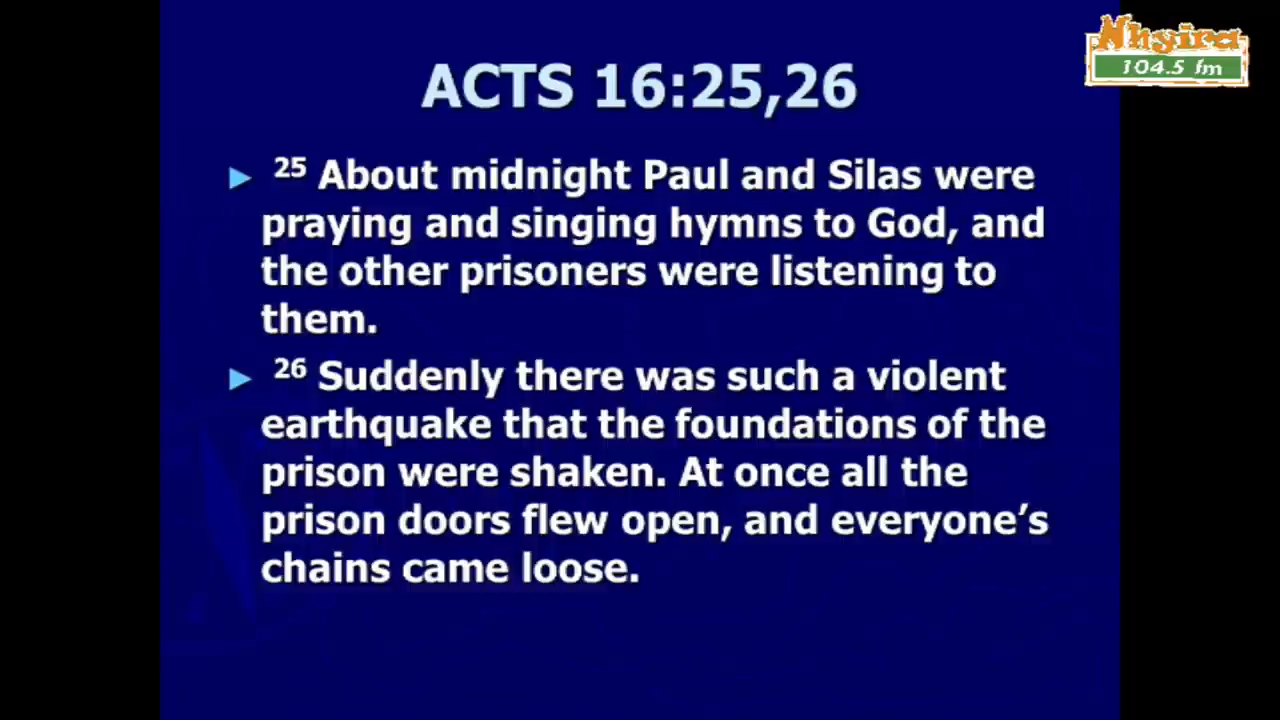 Nhyira
104.5 fm
ACTS 16:25,26
► 25 About midnight Paul and Silas were
praying and singing hymns to God, and
the other prisoners were listening to
them.
► 26 Suddenly there was such a violent
earthquake that the foundations of the
prison were shaken. At once all the
prison doors flew open, and everyone’s
chains came loose.